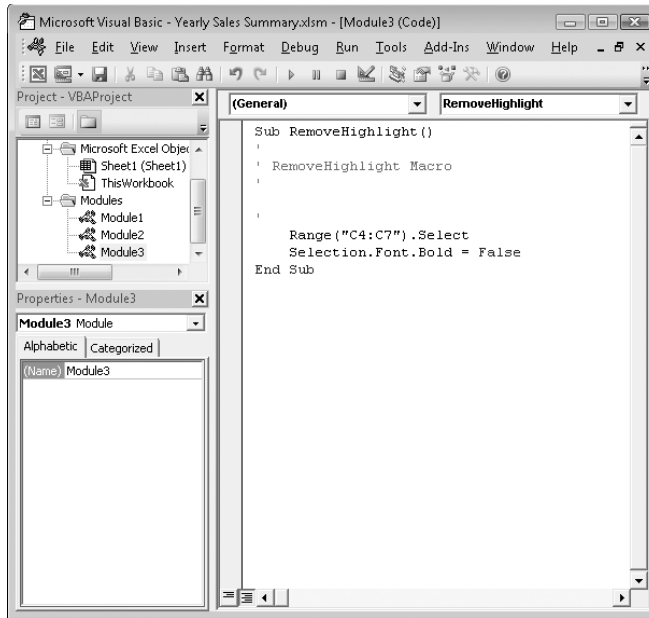 Microsoft Visual Basic - Yearly Sales Summary.xlsm - [Module3 (Code)]
File Edit View Insert Format Debug Run Tools Add-Ins Window Help
Project - VBAProject
Microsoft Excel Objec
Sheet1 (Sheet1)
ThisWorkbook
Modules
Module1
Module2
Module3
Properties - Module3
Module3 Module
Alphabetic Categorized
(Name) Module3
(General) RemoveHighlight
Sub RemoveHighlight()
'
' RemoveHighlight Macro
'
'
Range("C4:C7").Select
Selection.Font.Bold = False
End Sub